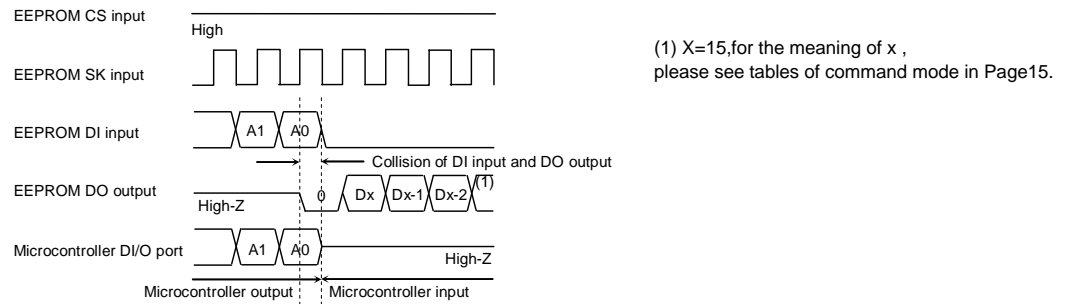 EEPROM CS input
High
EEPROM SK input
EEPROM DI input
A1 A0
Collision of DI input and DO output
EEPROM DO output
High-Z
0 Dx Dx-1 Dx-2 (1)
Microcontroller DI/O port
A1 A0
High-Z
Microcontroller output
Microcontroller input
(1) X=15,for the meaning of x ,
please see tables of command mode in Page15.